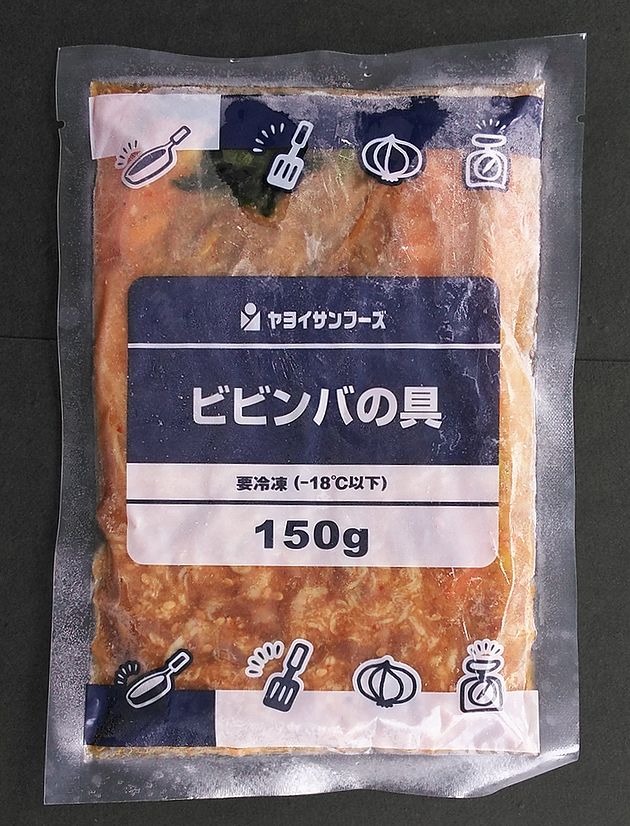 ヤヨイサンフーズ
ビビンバの具
要冷凍 (-18℃以下)
150g